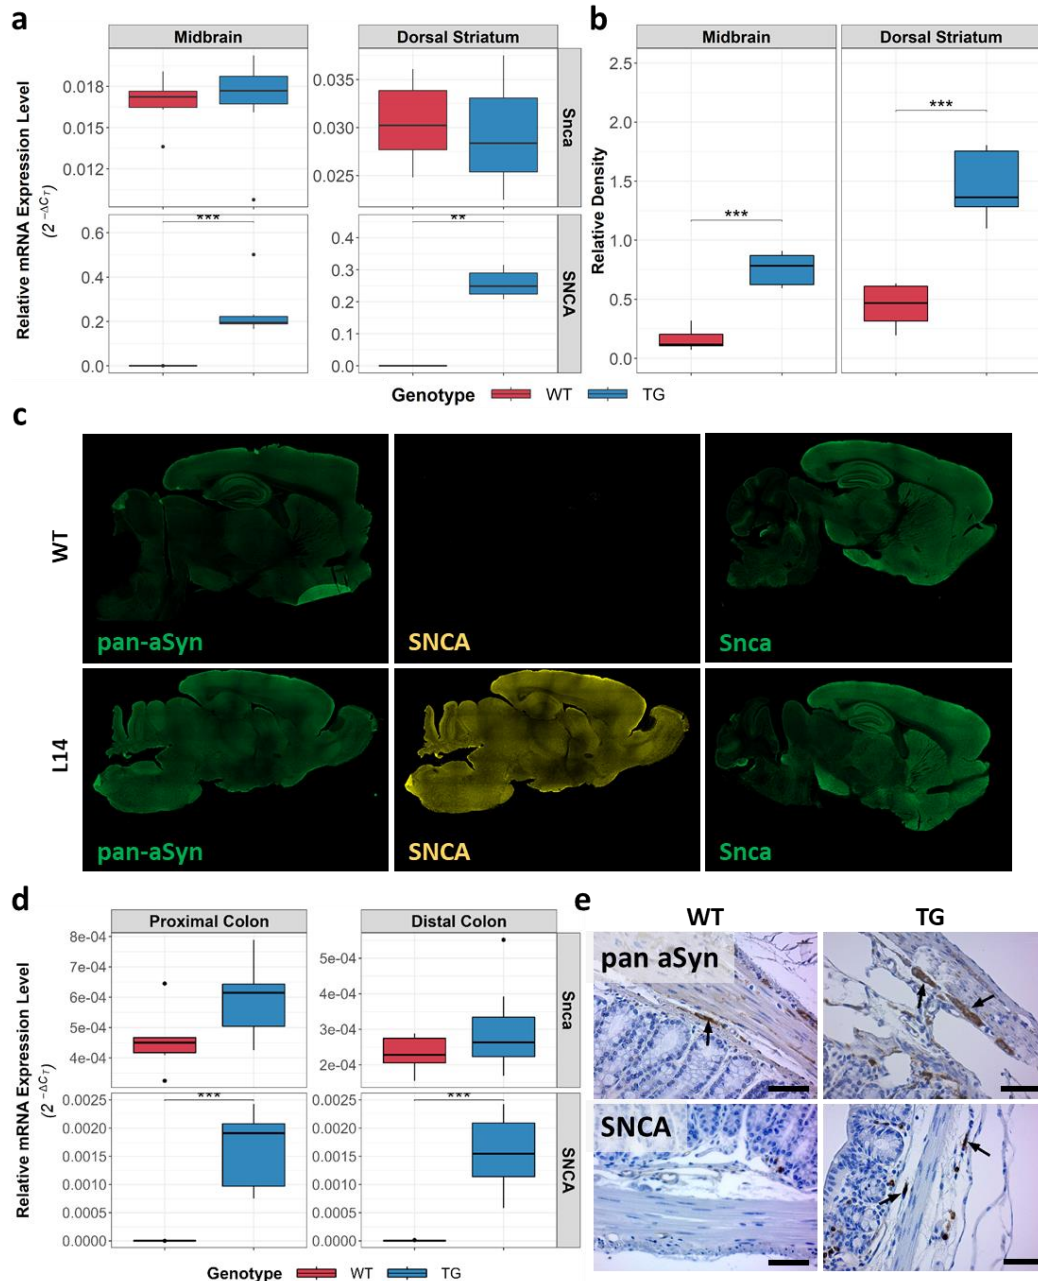 a
Midbrain
Dorsal Striatum
Relative mRNA Expression Level
(2^−ΔCT)
0.018
0.015
0.012
0.035
0.030
0.025
Snca
***
**
0.6
0.4
0.2
0.0
0.4
0.3
0.2
0.1
0.0
SNCA
b
Midbrain
Dorsal Striatum
Relative Density
2.5
2.0
1.5
1.0
0.5
0.0
***
***
Genotype WT TG
c
WT
pan-aSyn
SNCA
Snca
L14
pan-aSyn
SNCA
Snca
d
Proximal Colon
Distal Colon
Relative mRNA Expression Level
(2^−ΔCT)
8e-04
7e-04
6e-04
5e-04
4e-04
5e-04
4e-04
3e-04
2e-04
Snca
***
***
0.0025
0.0020
0.0015
0.0010
0.0005
0.0000
0.0025
0.0020
0.0015
0.0010
0.0005
0.0000
SNCA
Genotype WT TG
e
WT
TG
pan aSyn
SNCA